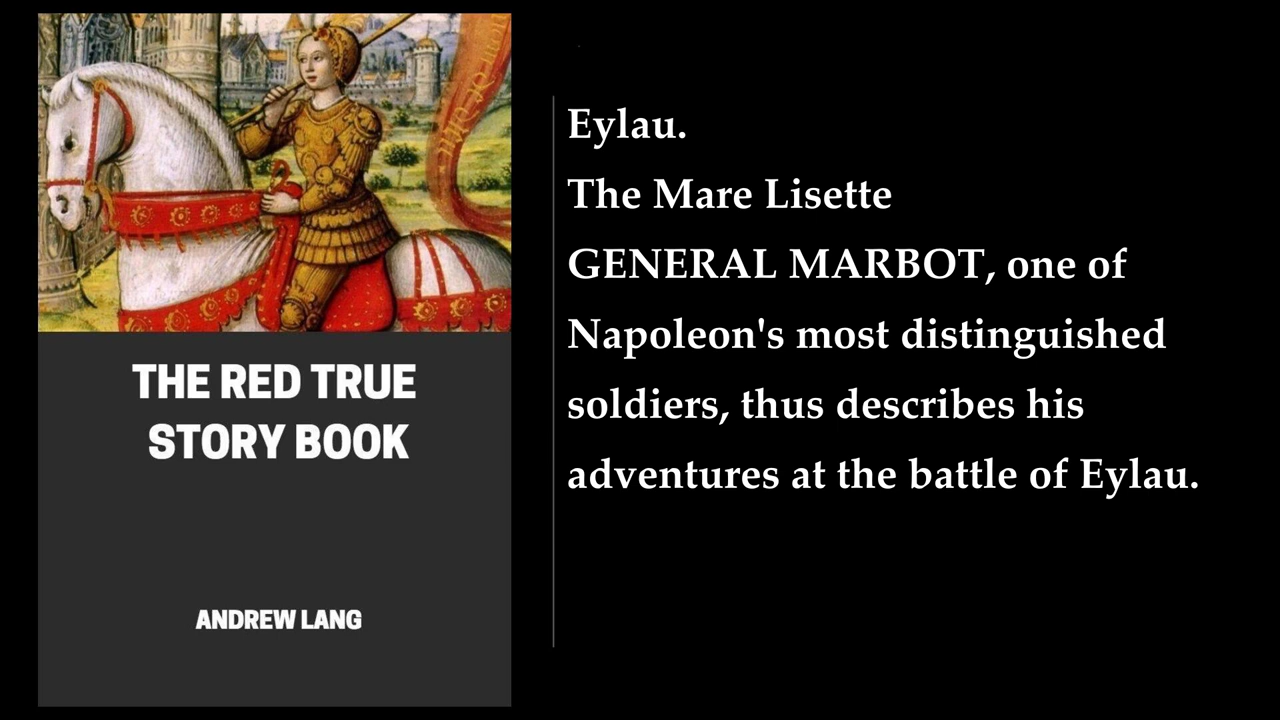 THE RED TRUE
STORY BOOK
ANDREW LANG
Eylau.
The Mare Lisette
GENERAL MARBOT, one of
Napoleon's most distinguished
soldiers, thus describes his
adventures at the battle of Eylau.